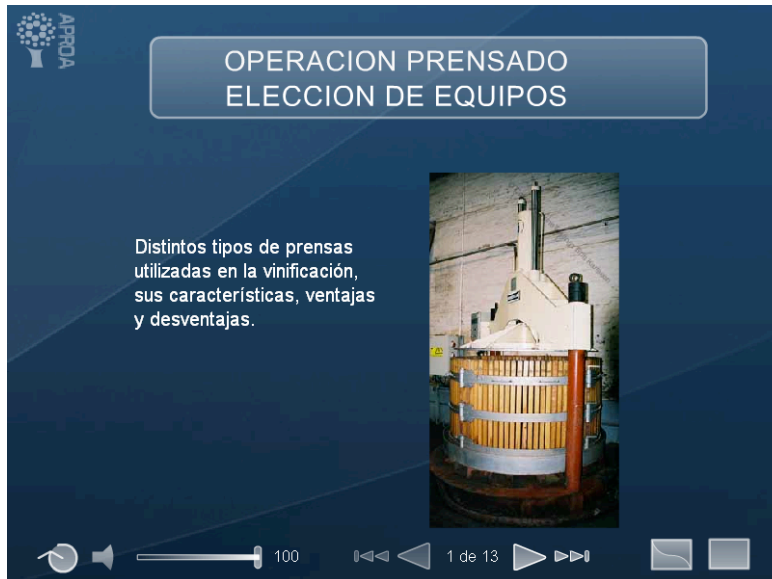 APROA
OPERACION PRENSADO
ELECCION DE EQUIPOS
Distintos tipos de prensas
utilizadas en la vinificación,
sus características, ventajas
y desventajas.
100
1 de 13